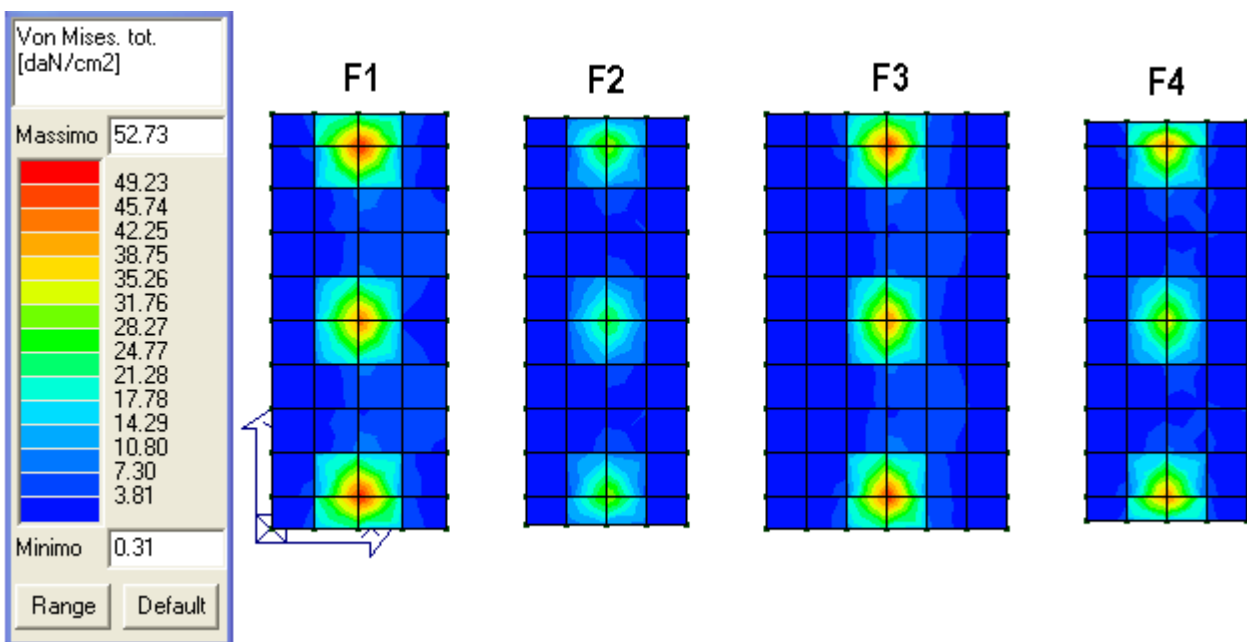 Von Mises. tot.
[daN/cm2]
Massimo 52.73
49.23
45.74
42.25
38.75
35.26
31.76
28.27
24.77
21.28
17.78
14.29
10.80
7.30
3.81
Minimo 0.31
Range Default
F1 F2 F3 F4